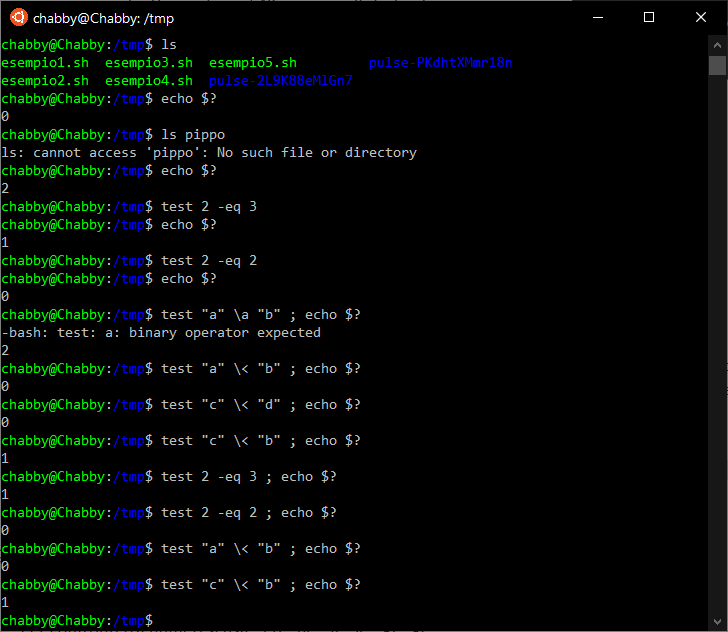 chabby@Chabby: /tmp
chabby@Chabby:/tmp$ ls
esempio1.sh  esempio3.sh  esempio5.sh         pulse-PKdhtXMmr18n
esempio2.sh  esempio4.sh  pulse-2L9K88eMlGn7
chabby@Chabby:/tmp$ echo $?
0
chabby@Chabby:/tmp$ ls pippo
ls: cannot access 'pippo': No such file or directory
chabby@Chabby:/tmp$ echo $?
2
chabby@Chabby:/tmp$ test 2 -eq 3
chabby@Chabby:/tmp$ echo $?
1
chabby@Chabby:/tmp$ test 2 -eq 2
chabby@Chabby:/tmp$ echo $?
0
chabby@Chabby:/tmp$ test "a" \a "b" ; echo $?
-bash: test: a: binary operator expected
2
chabby@Chabby:/tmp$ test "a" \< "b" ; echo $?
0
chabby@Chabby:/tmp$ test "c" \< "d" ; echo $?
0
chabby@Chabby:/tmp$ test "c" \< "b" ; echo $?
1
chabby@Chabby:/tmp$ test 2 -eq 3 ; echo $?
1
chabby@Chabby:/tmp$ test 2 -eq 2 ; echo $?
0
chabby@Chabby:/tmp$ test "a" \< "b" ; echo $?
0
chabby@Chabby:/tmp$ test "c" \< "b" ; echo $?
1
chabby@Chabby:/tmp$